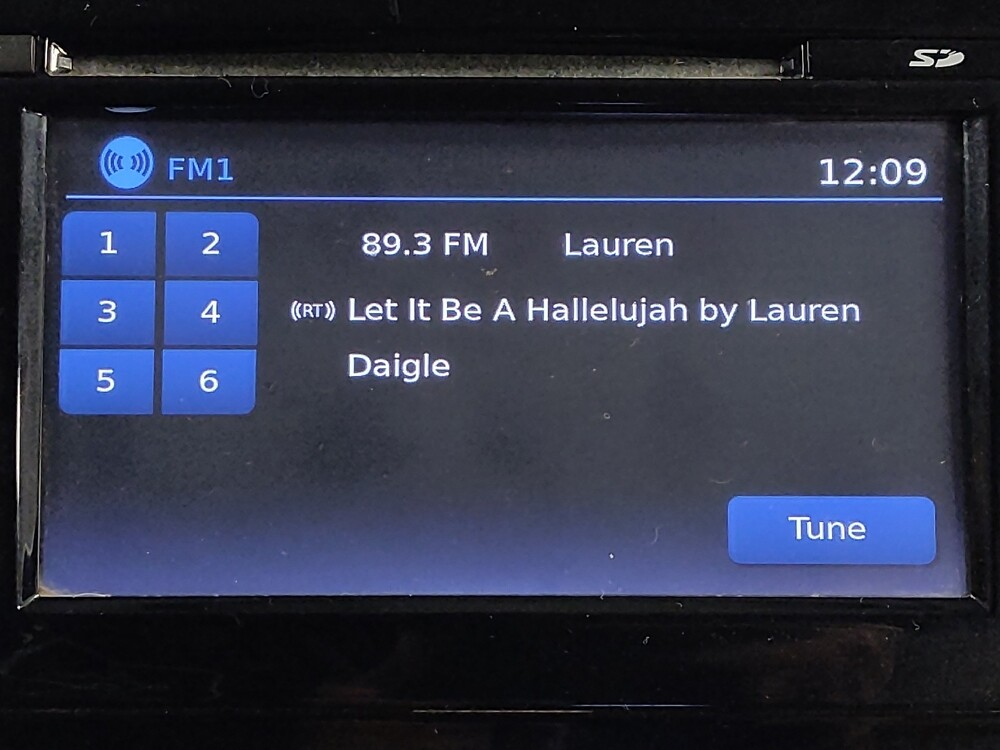 SD
FM1 12:09
1 2 89.3 FM Lauren
3 4 ((RT)) Let It Be A Hallelujah by Lauren
Daigle
5 6
Tune